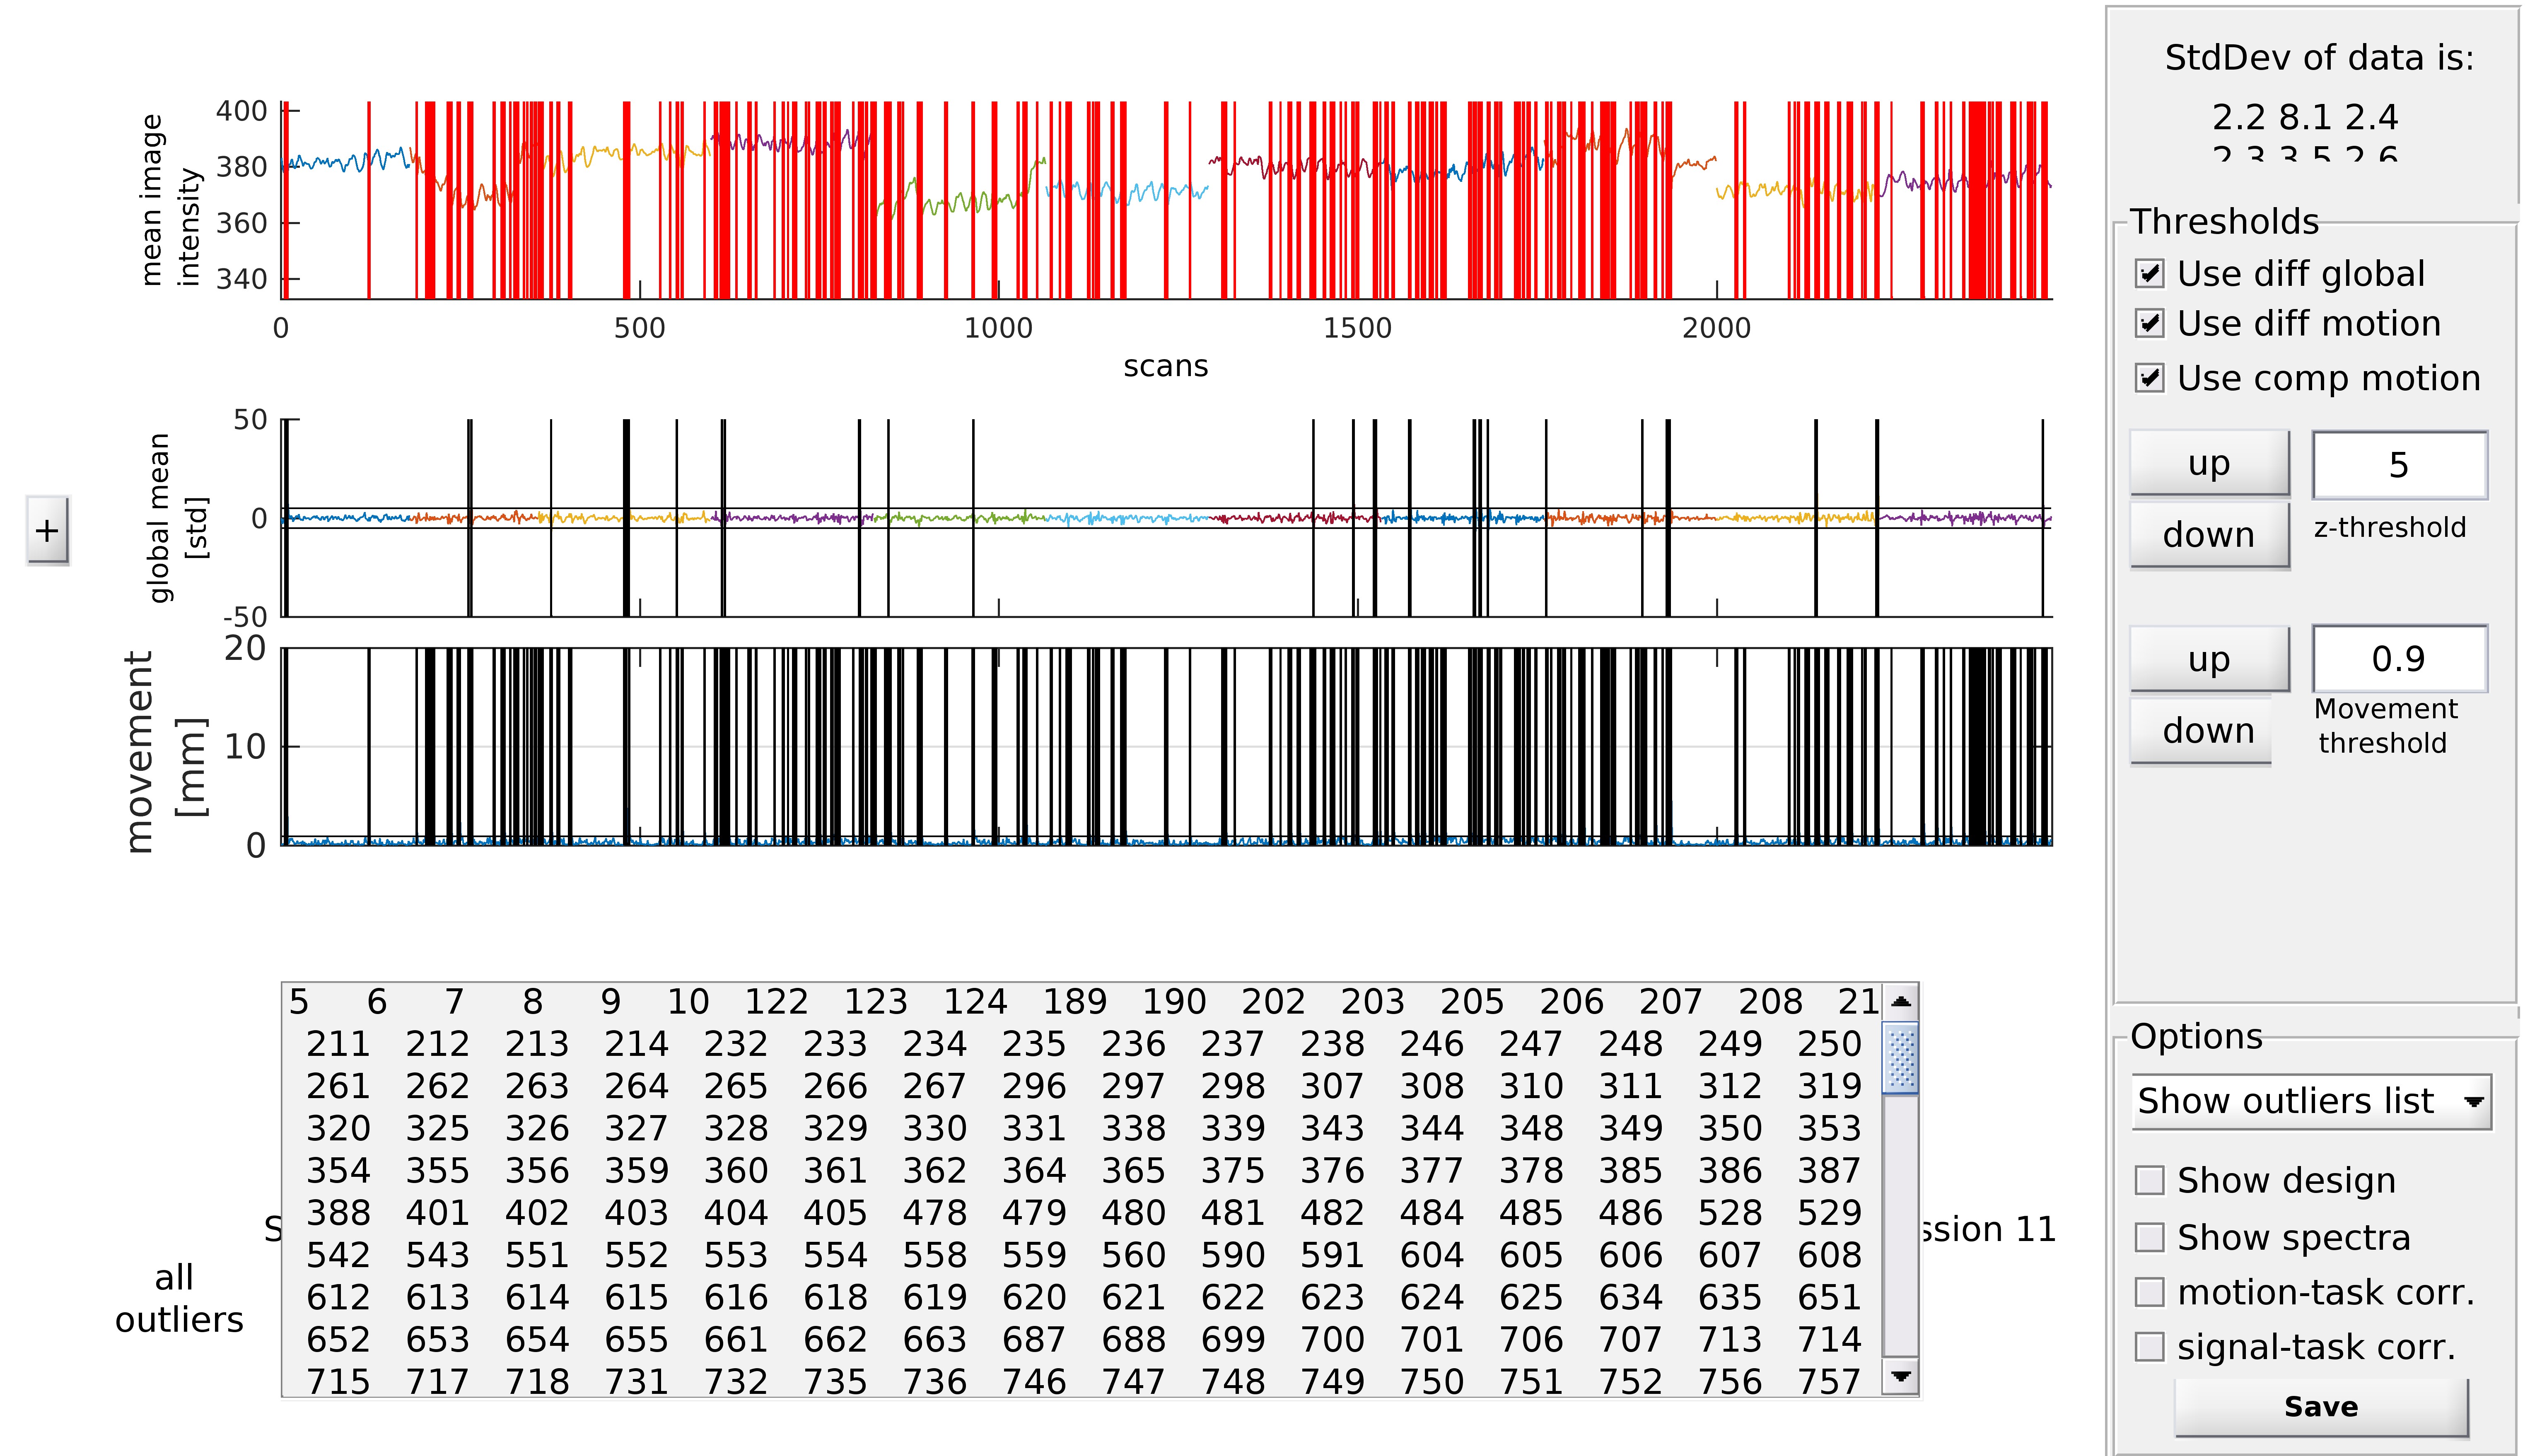 400
380
360
340
mean image
intensity
0 500 1000 1500 2000
scans
50
0
-50
global mean
[std]
+
20
10
0
movement
[mm]
5 6 7 8 9 10 122 123 124 189 190 202 203 205 206 207 208 21
211 212 213 214 232 233 234 235 236 237 238 246 247 248 249 250
261 262 263 264 265 266 267 296 297 298 307 308 310 311 312 319
320 325 326 327 328 329 330 331 338 339 343 344 348 349 350 353
354 355 356 359 360 361 362 364 365 375 376 377 378 385 386 387
388 401 402 403 404 405 478 479 480 481 482 484 485 486 528 529
542 543 551 552 553 554 558 559 560 590 591 604 605 606 607 608
612 613 614 615 616 618 619 620 621 622 623 624 625 634 635 651
652 653 654 655 661 662 663 687 688 699 700 701 706 707 713 714
715 717 718 731 732 735 736 746 747 748 749 750 751 752 756 757
S
ssion 11
all
outliers
StdDev of data is:
2.2 8.1 2.4
Thresholds
Use diff global
Use diff motion
Use comp motion
up
5
down
z-threshold
up
0.9
down
Movement
threshold
Options
Show outliers list
Show design
Show spectra
motion-task corr.
signal-task corr.
Save